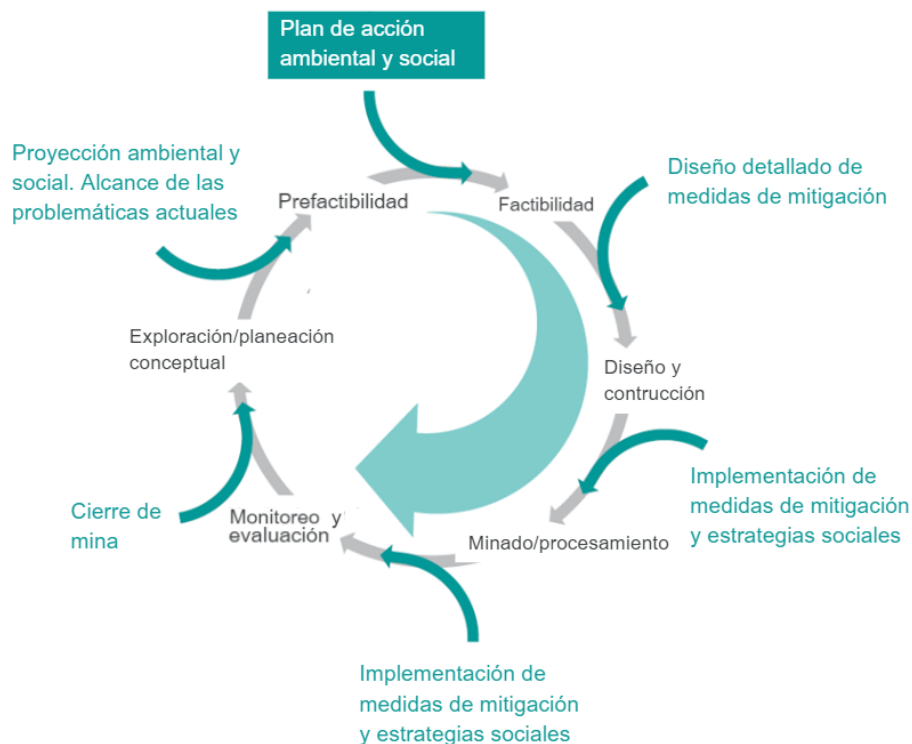 Plan de acción
ambiental y social
Proyección ambiental y
social. Alcance de las
problemáticas actuales
Diseño detallado de
medidas de mitigación
Prefactibilidad
Factibilidad
Exploración/planeación
conceptual
Diseño y
contrucción
Cierre de
mina
Monitoreo y
evaluación
Minado/procesamiento
Implementación de
medidas de mitigación
y estrategias sociales
Implementación de
medidas de mitigación
y estrategias sociales